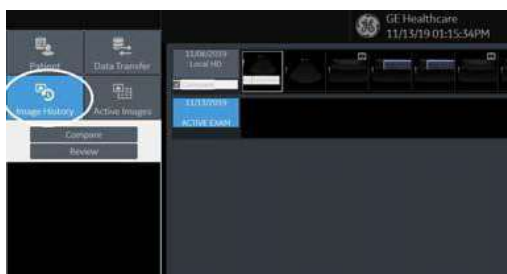 GE Healthcare
11/13/19 01:15:34PM
Patient
Data Transfer
Image History
Active Images
Compare
Review
11/06/2019
Local HD
Compare
11/13/2019
ACTIVE EXAM